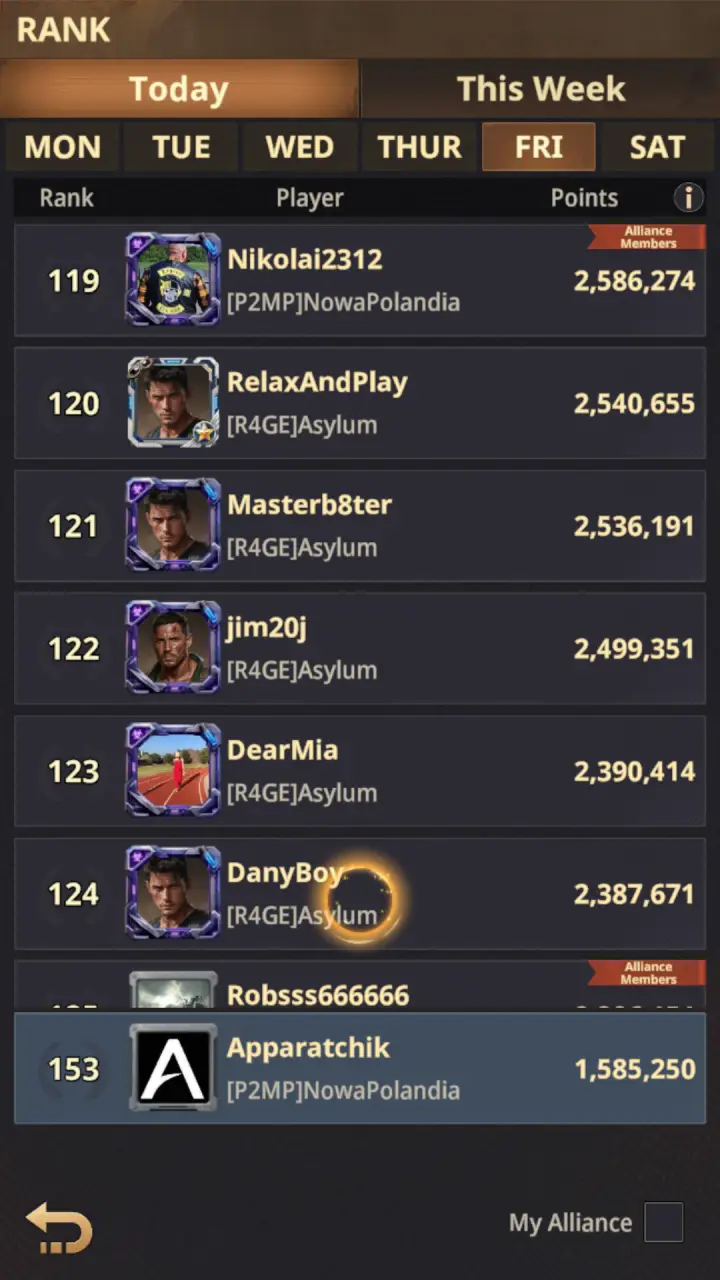 RANK
Today
This Week
MON TUE WED THUR FRI SAT
Rank Player Points i
Alliance Members
119 Nikolai2312 2,586,274
[P2MP]NowaPolandia
120 RelaxAndPlay 2,540,655
[R4GE]Asylum
121 Masterb8ter 2,536,191
[R4GE]Asylum
122 jim20j 2,499,351
[R4GE]Asylum
123 DearMia 2,390,414
[R4GE]Asylum
124 DanyBoy 2,387,671
[R4GE]Asylum
Alliance Members
Robsss666666
153 Apparatchik 1,585,250
[P2MP]NowaPolandia
My Alliance